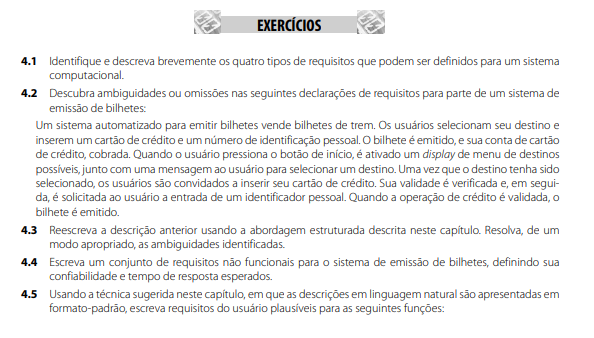 EXERCÍCIOS
4.1 Identifique e descreva brevemente os quatro tipos de requisitos que podem ser definidos para um sistema
computacional.
4.2 Descubra ambiguidades ou omissões nas seguintes declarações de requisitos para parte de um sistema de
emissão de bilhetes:
Um sistema automatizado para emitir bilhetes vende bilhetes de trem. Os usuários selecionam seu destino e
inserem um cartão de crédito e um número de identificação pessoal. O bilhete é emitido, e sua conta de cartão
de crédito, cobrada. Quando o usuário pressiona o botão de início, é ativado um display de menu de destinos
possíveis, junto com uma mensagem ao usuário para selecionar um destino. Uma vez que o destino tenha sido
selecionado, os usuários são convidados a inserir seu cartão de crédito. Sua validade é verificada e, em segui-
da, é solicitada ao usuário a entrada de um identificador pessoal. Quando a operação de crédito é validada, o
bilhete é emitido.
4.3 Reescreva a descrição anterior usando a abordagem estruturada descrita neste capítulo. Resolva, de um
modo apropriado, as ambiguidades identificadas.
4.4 Escreva um conjunto de requisitos não funcionais para o sistema de emissão de bilhetes, definindo sua
confiabilidade e tempo de resposta esperados.
4.5 Usando a técnica sugerida neste capítulo, em que as descrições em linguagem natural são apresentadas em
formato-padrão, escreva requisitos do usuário plausíveis para as seguintes funções: